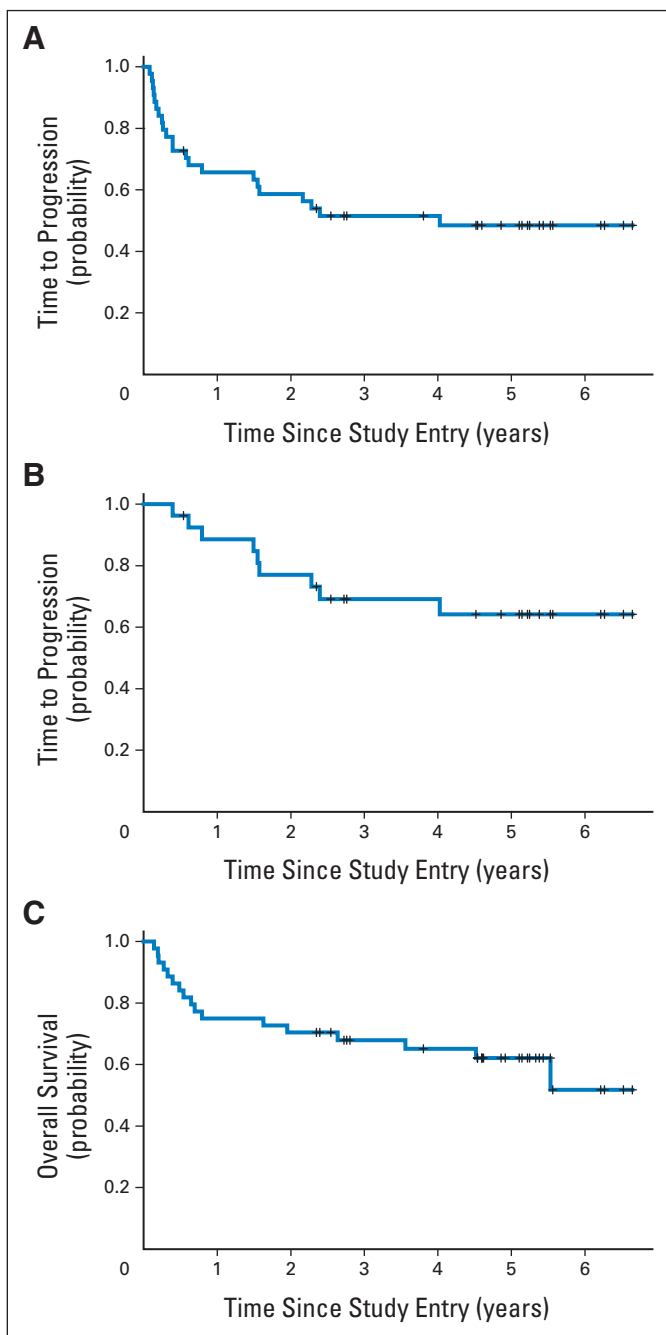 A
1.0
0.8
0.6
0.4
0.2
0 1 2 3 4 5 6
Time to Progression
(probability)
Time Since Study Entry (years)
B
1.0
0.8
0.6
0.4
0.2
0 1 2 3 4 5 6
Time to Progression
(probability)
Time Since Study Entry (years)
C
1.0
0.8
0.6
0.4
0.2
0 1 2 3 4 5 6
Overall Survival
(probability)
Time Since Study Entry (years)